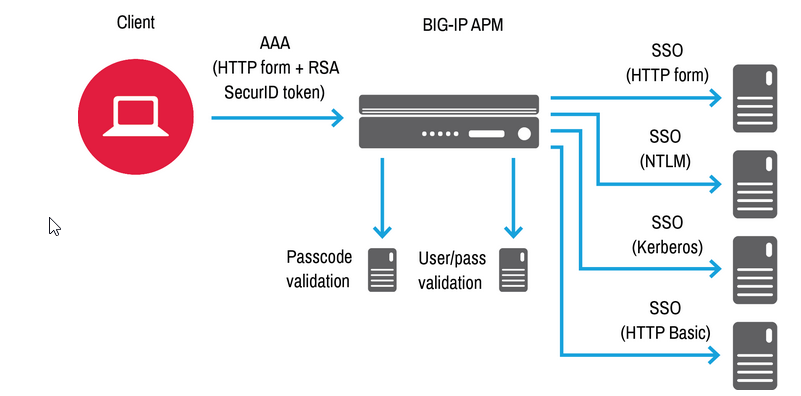 Client
AAA
(HTTP form + RSA
SecurID token)
BIG-IP APM
SSO
(HTTP form)
SSO
(NTLM)
SSO
(Kerberos)
SSO
(HTTP Basic)
Passcode
validation
User/pass
validation